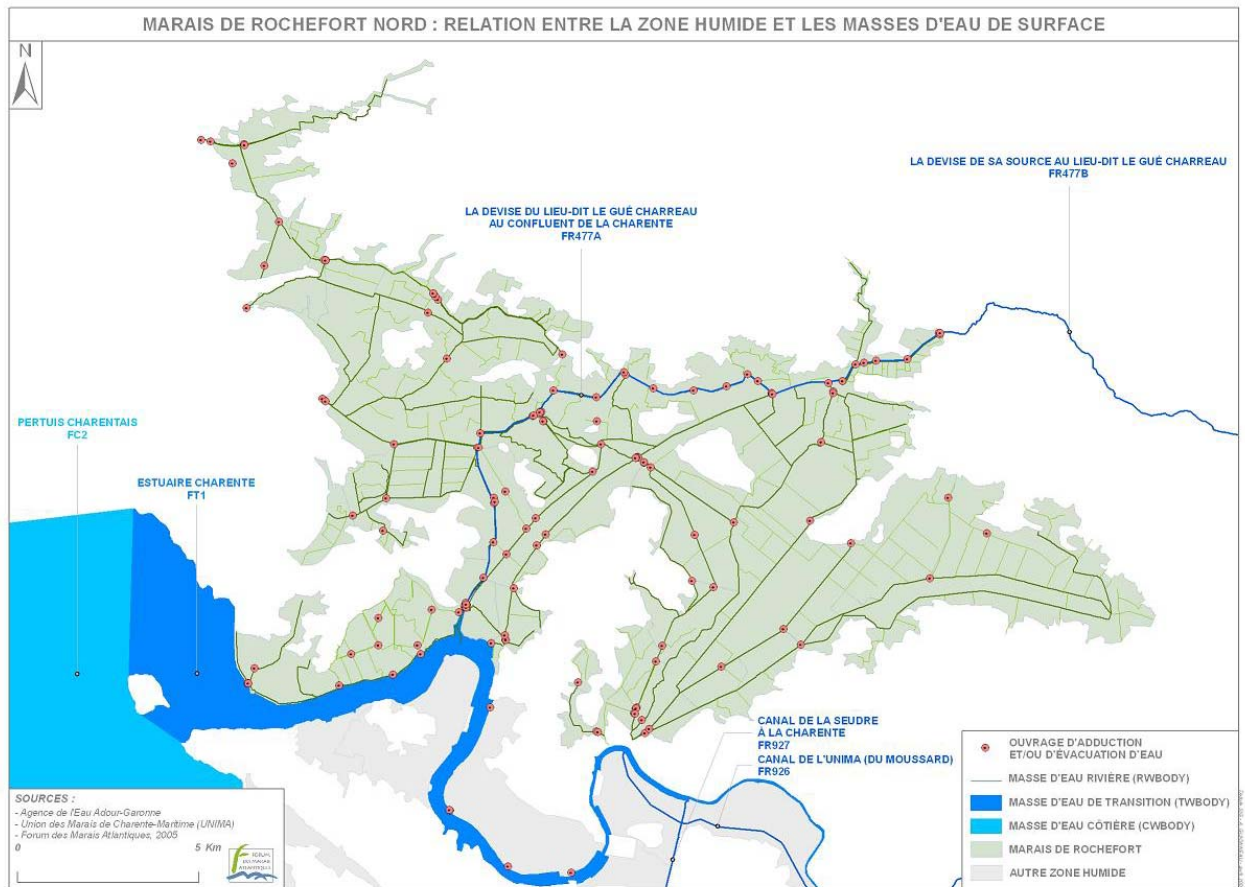 MARAIS DE ROCHEFORT NORD : RELATION ENTRE LA ZONE HUMIDE ET LES MASSES D'EAU DE SURFACE
N
LA DEVISE DE SA SOURCE AU LIEU-DIT LE GUÉ CHARREAU
FR477B
LA DEVISE DU LIEU-DIT LE GUÉ CHARREAU
AU CONFLUENT DE LA CHARENTE
FR477A
PERTUIS CHARENTAIS
FC2
ESTUAIRE CHARENTE
FT1
CANAL DE LA SEUDRE
À LA CHARENTE
FR927
CANAL DE L'UNIMA (DU MOUSSARD)
FR926
OUVRAGE D'ADDUCTION
ET/OU D'ÉVACUATION D'EAU
MASSE D'EAU RIVIÈRE (RWBODY)
MASSE D'EAU DE TRANSITION (TWBODY)
MASSE D'EAU CÔTIÈRE (CWBODY)
MARAIS DE ROCHEFORT
AUTRE ZONE HUMIDE
SOURCES :
- Agence de l'Eau Adour-Garonne
- Union des Marais de Charente-Maritime (UNIMA)
- Forum des Marais Atlantiques, 2005
0 5 Km
FORUM
DES MARAIS
ATLANTIQUES